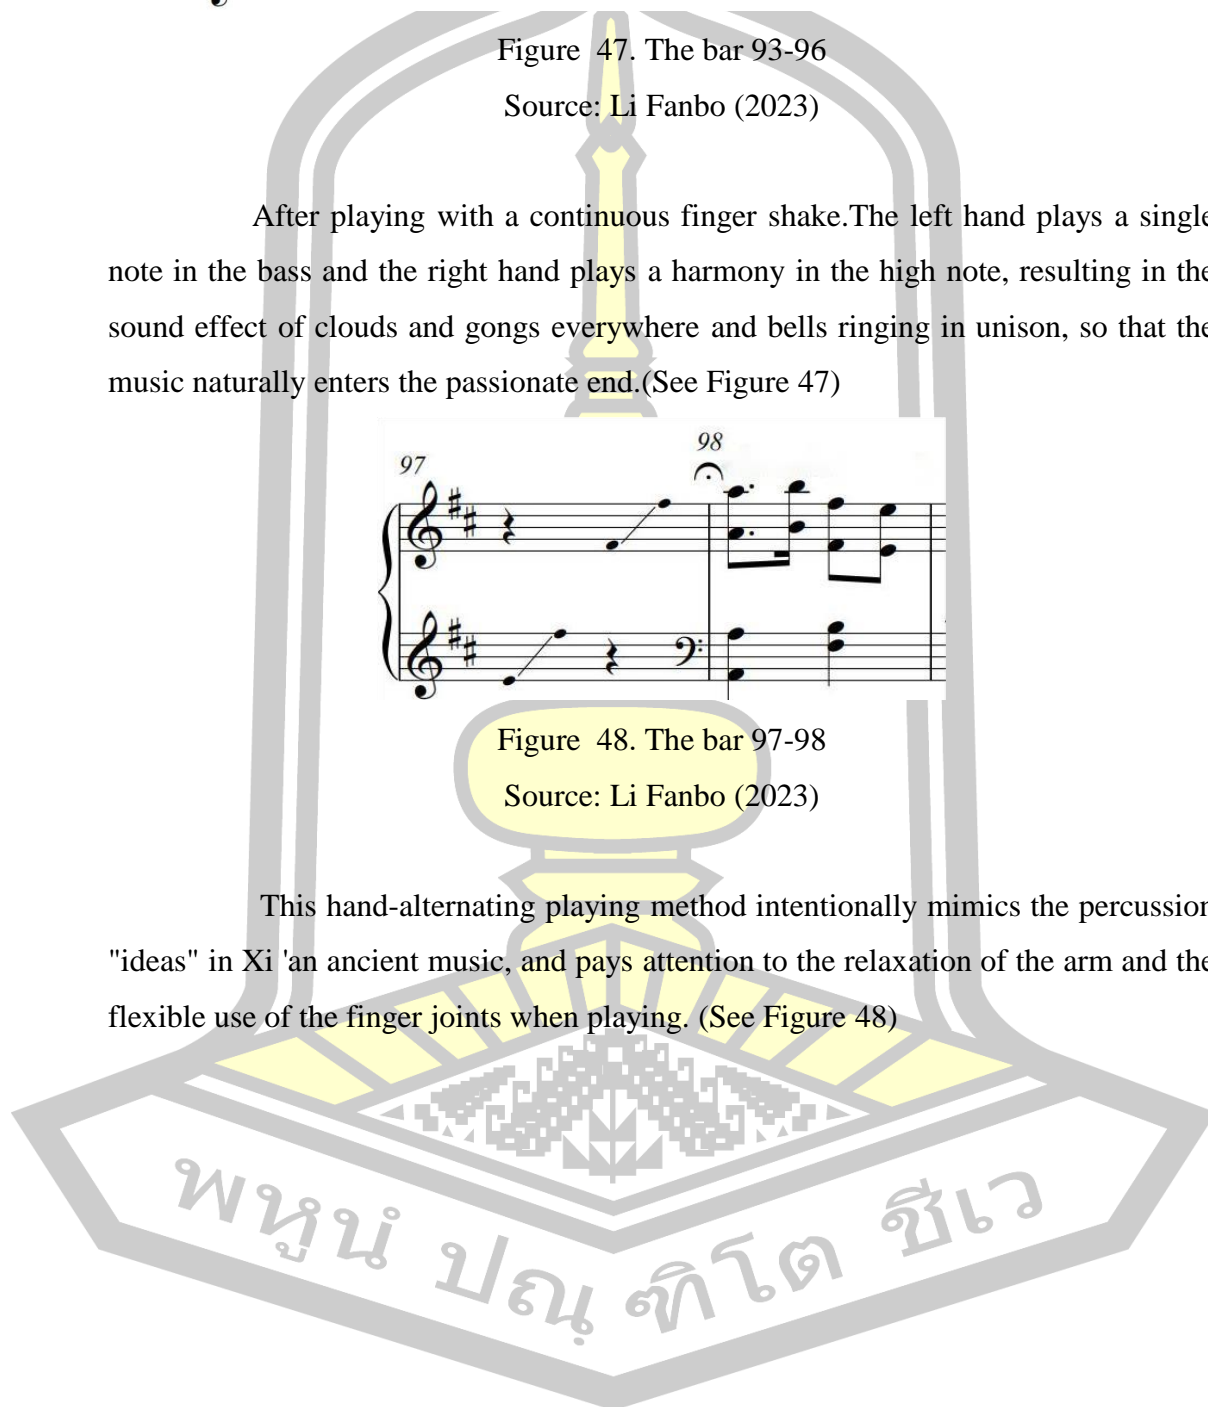 Figure 47. The bar 93-96
Source: Li Fanbo (2023)
After playing with a continuous finger shake.The left hand plays a single
note in the bass and the right hand plays a harmony in the high note, resulting in the
sound effect of clouds and gongs everywhere and bells ringing in unison, so that the
music naturally enters the passionate end.(See Figure 47)
97
98
Figure 48. The bar 97-98
Source: Li Fanbo (2023)
This hand-alternating playing method intentionally mimics the percussion
"ideas" in Xi 'an ancient music, and pays attention to the relaxation of the arm and the
flexible use of the finger joints when playing. (See Figure 48)
พหูนํ ปณฺฑิโต ชีเว